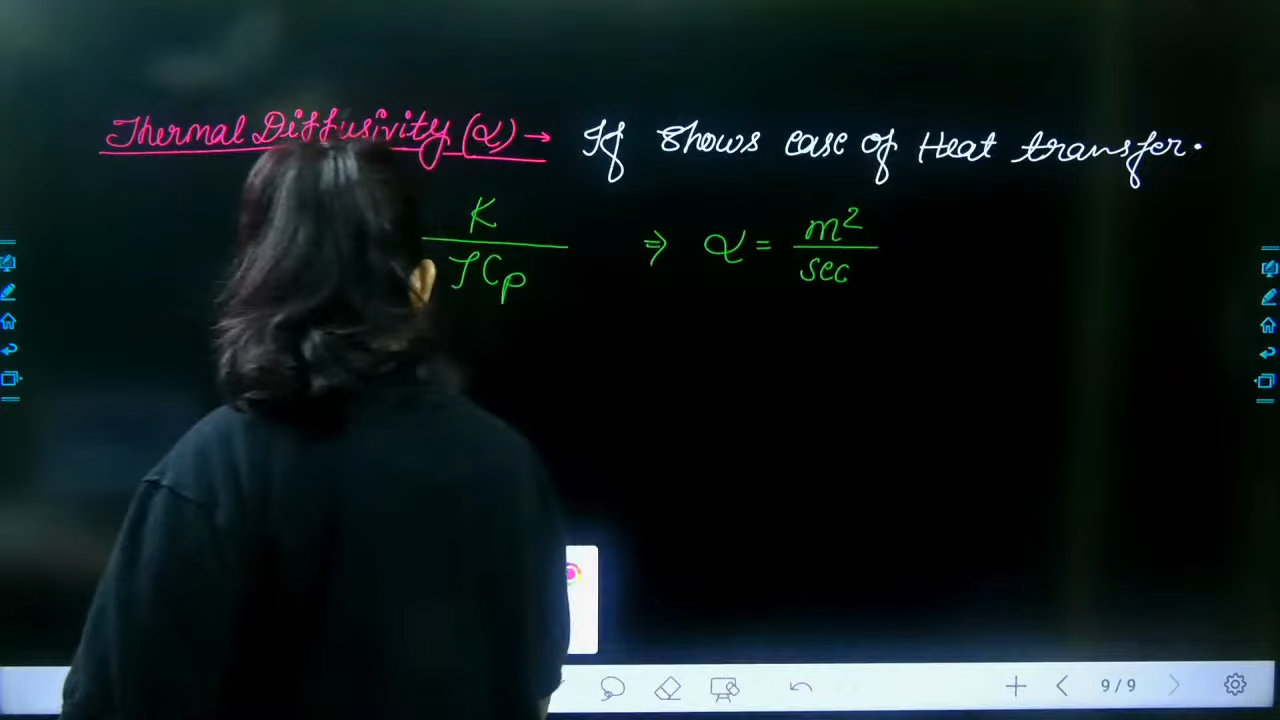 Thermal Diffusivity (α) → It shows ease of Heat transfer.
K / ρCp ⇒ α = m² / sec
9/9